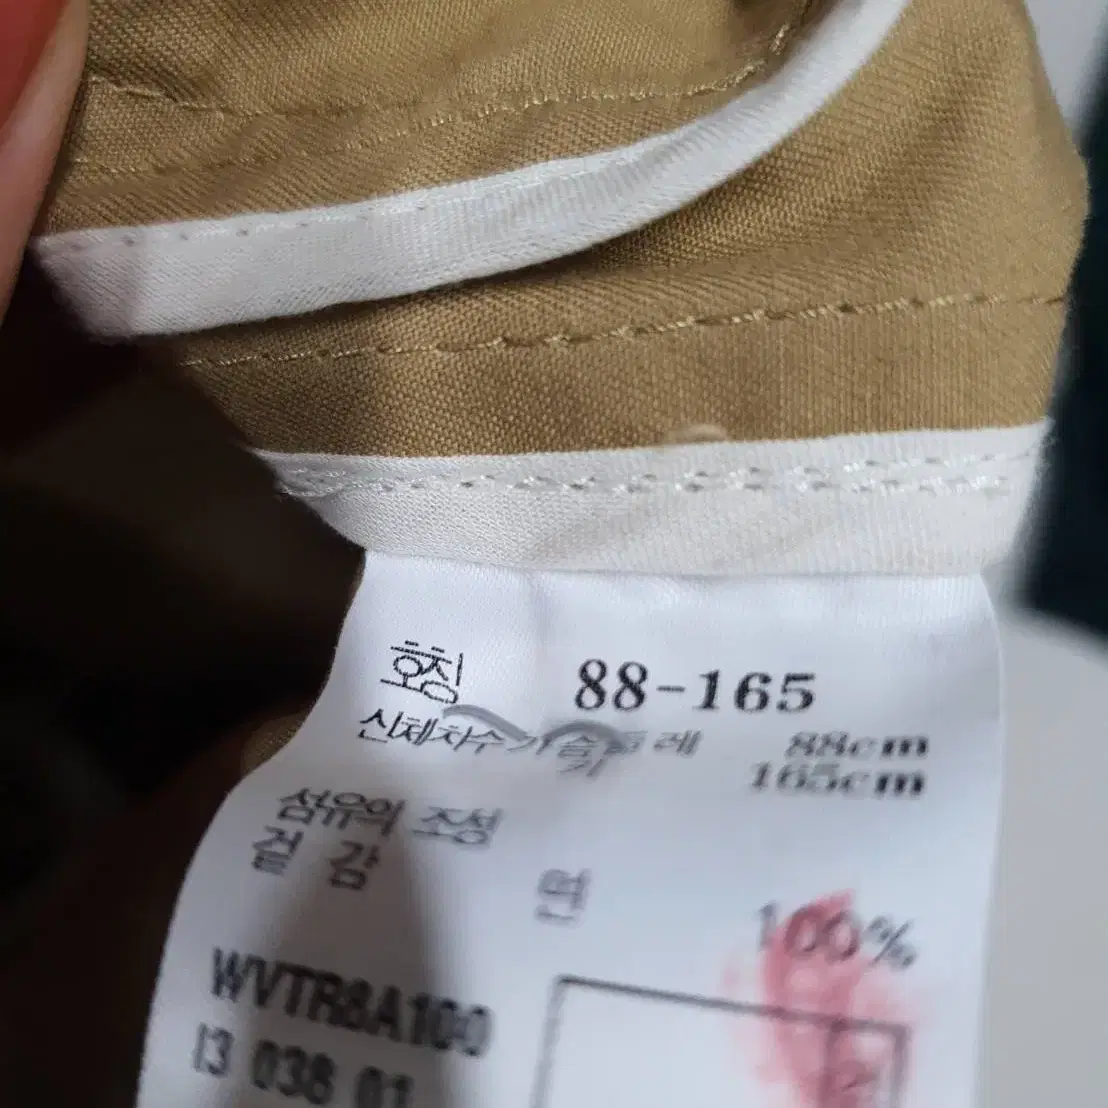 호칭 88-165
신체치수 가슴둘레 88cm
키 165cm
섬유의 조성
겉감 면 100%
WVTR8A100
I3 038 01